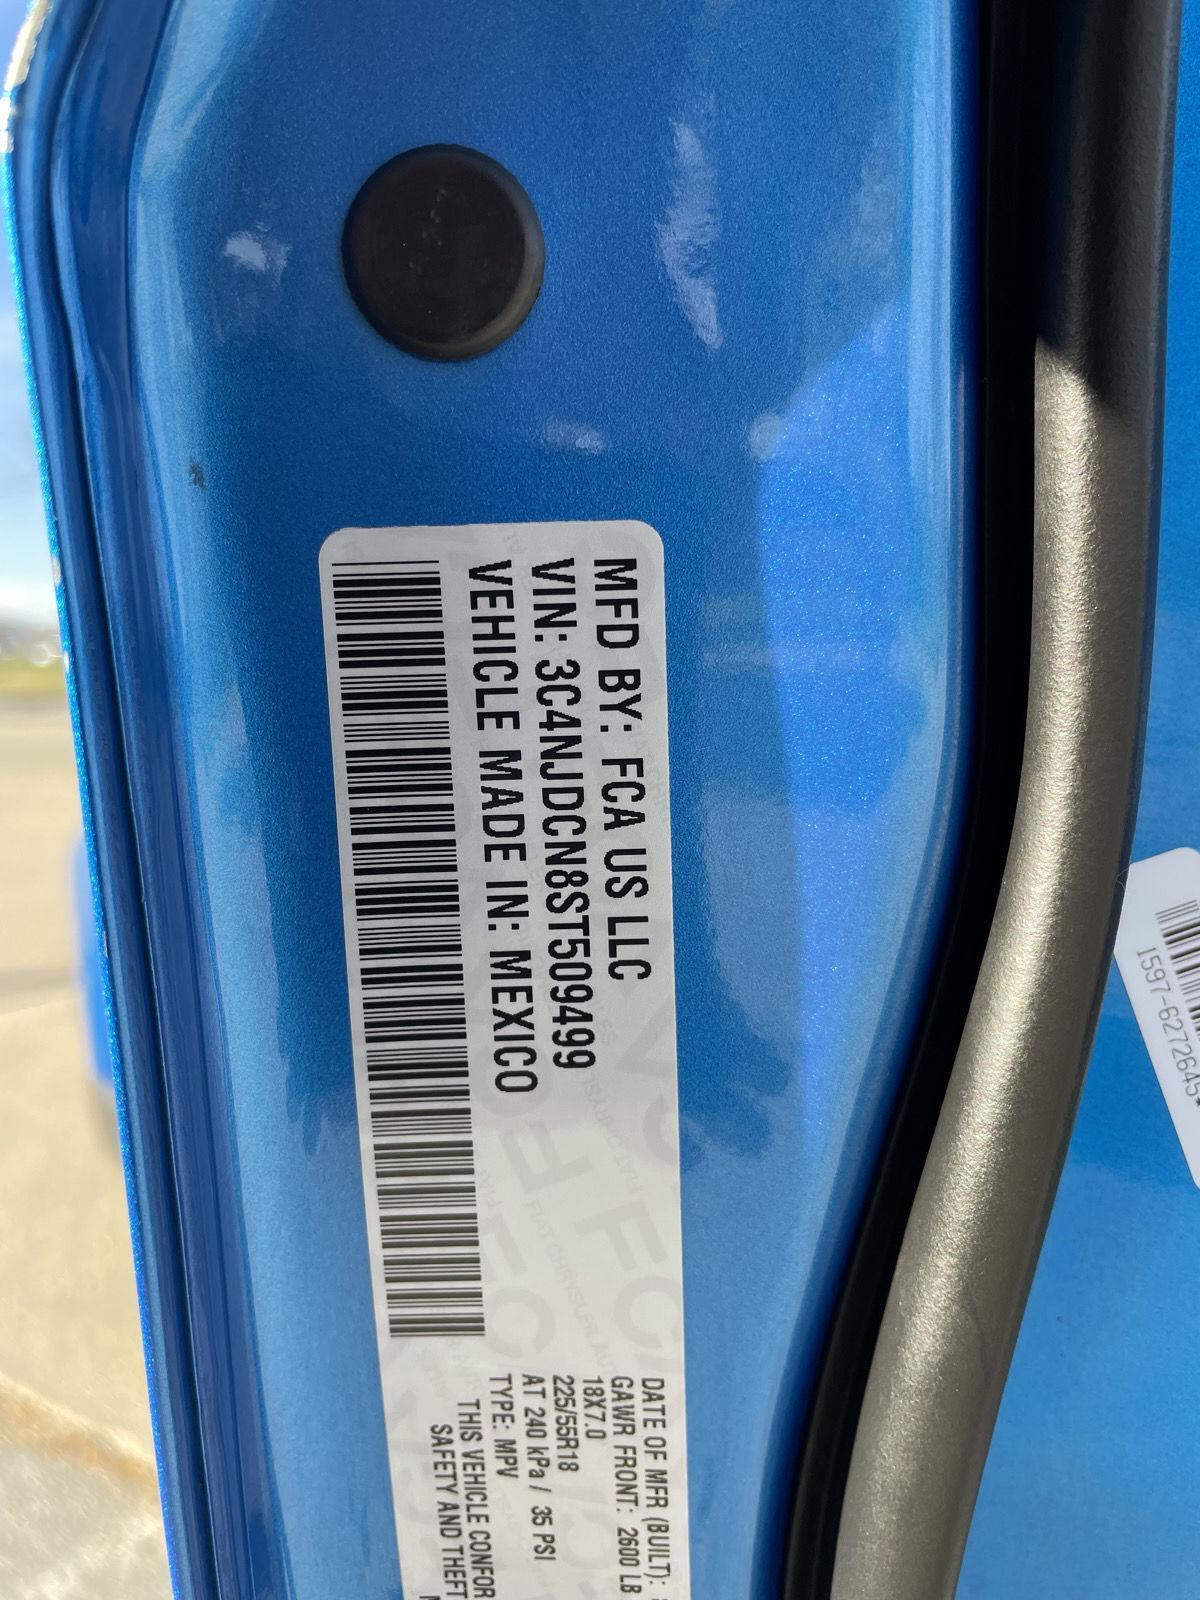 MFD BY: FCA US LLC
VIN: 3C4NJDCN8ST509499
VEHICLE MADE IN: MEXICO
DATE OF MFR (BUILT):
GAWR FRONT: 2600 LB
18X7.0
225/55R18
AT 240 kPa / 35 PSI
TYPE: MPV
THIS VEHICLE CONFOR
SAFETY AND THEFT
1597-6272645